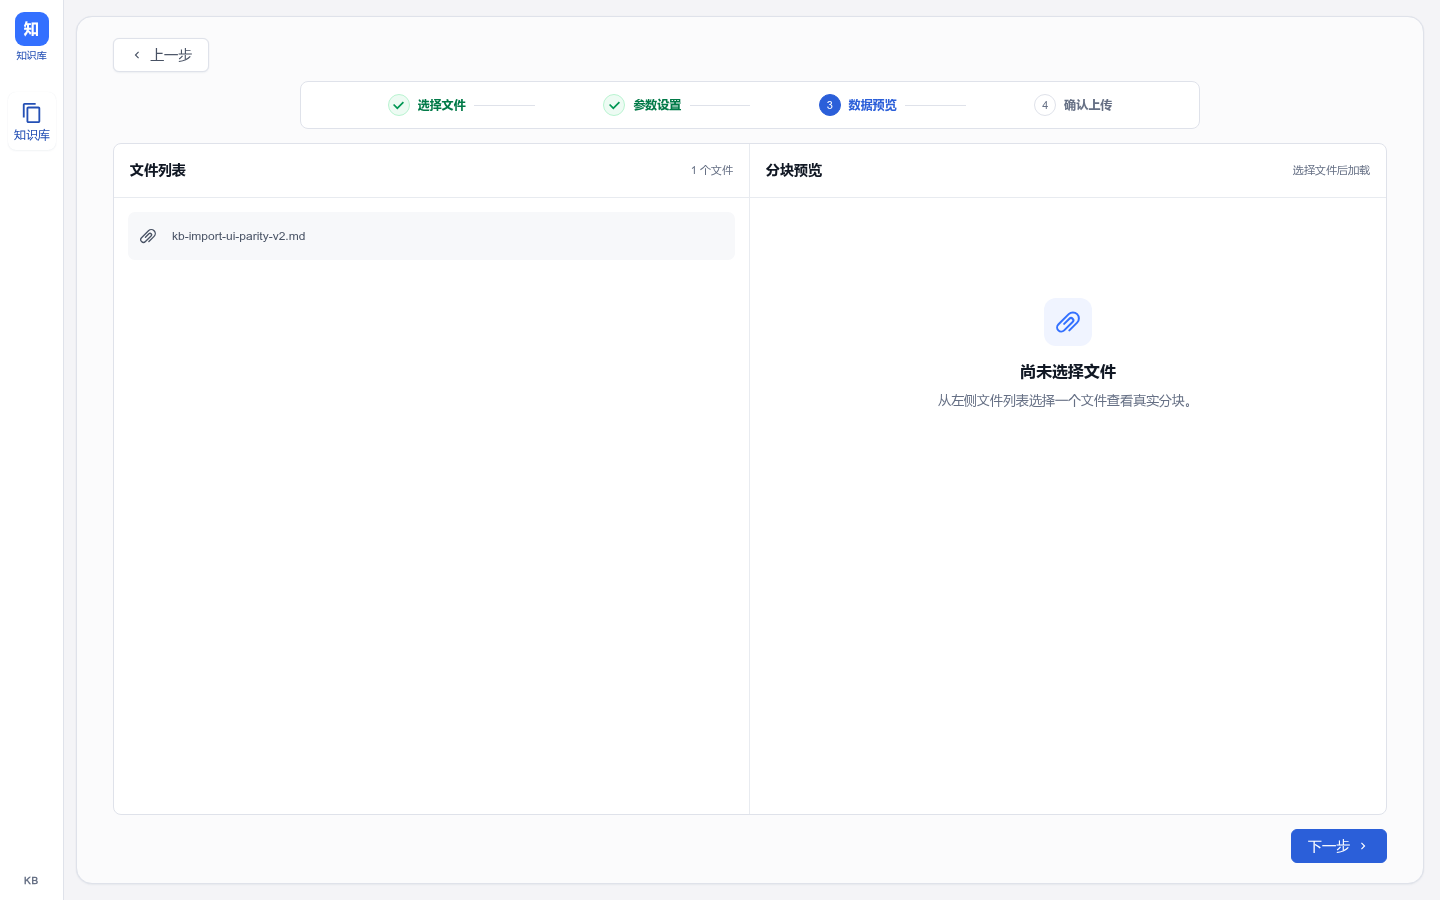 知
知识库
知识库
KB
上一步
选择文件
参数设置
3 数据预览
4 确认上传
文件列表
1 个文件
kb-import-ui-parity-v2.md
分块预览
选择文件后加载
尚未选择文件
从左侧文件列表选择一个文件查看真实分块。
下一步